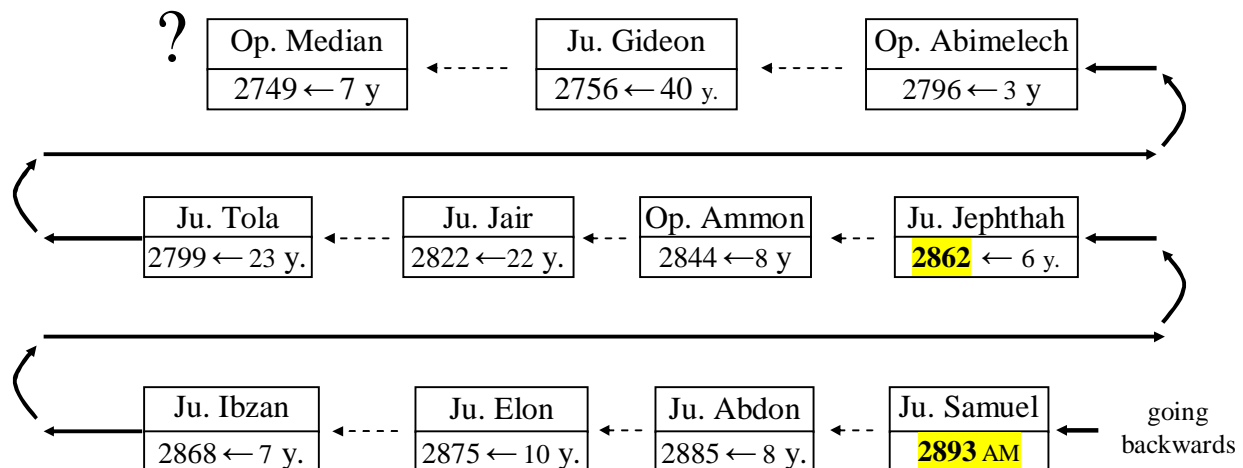 ?
Op. Median
2749 ← 7 y
Ju. Gideon
2756 ← 40 y.
Op. Abimelech
2796 ← 3 y
Ju. Tola
2799 ← 23 y.
Ju. Jair
2822 ←22 y.
Op. Ammon
2844 ←8 y
Ju. Jephthah
2862 ← 6 y.
Ju. Ibzan
2868 ← 7 y.
Ju. Elon
2875 ← 10 y.
Ju. Abdon
2885 ← 8 y.
Ju. Samuel
2893 AM
going
backwards